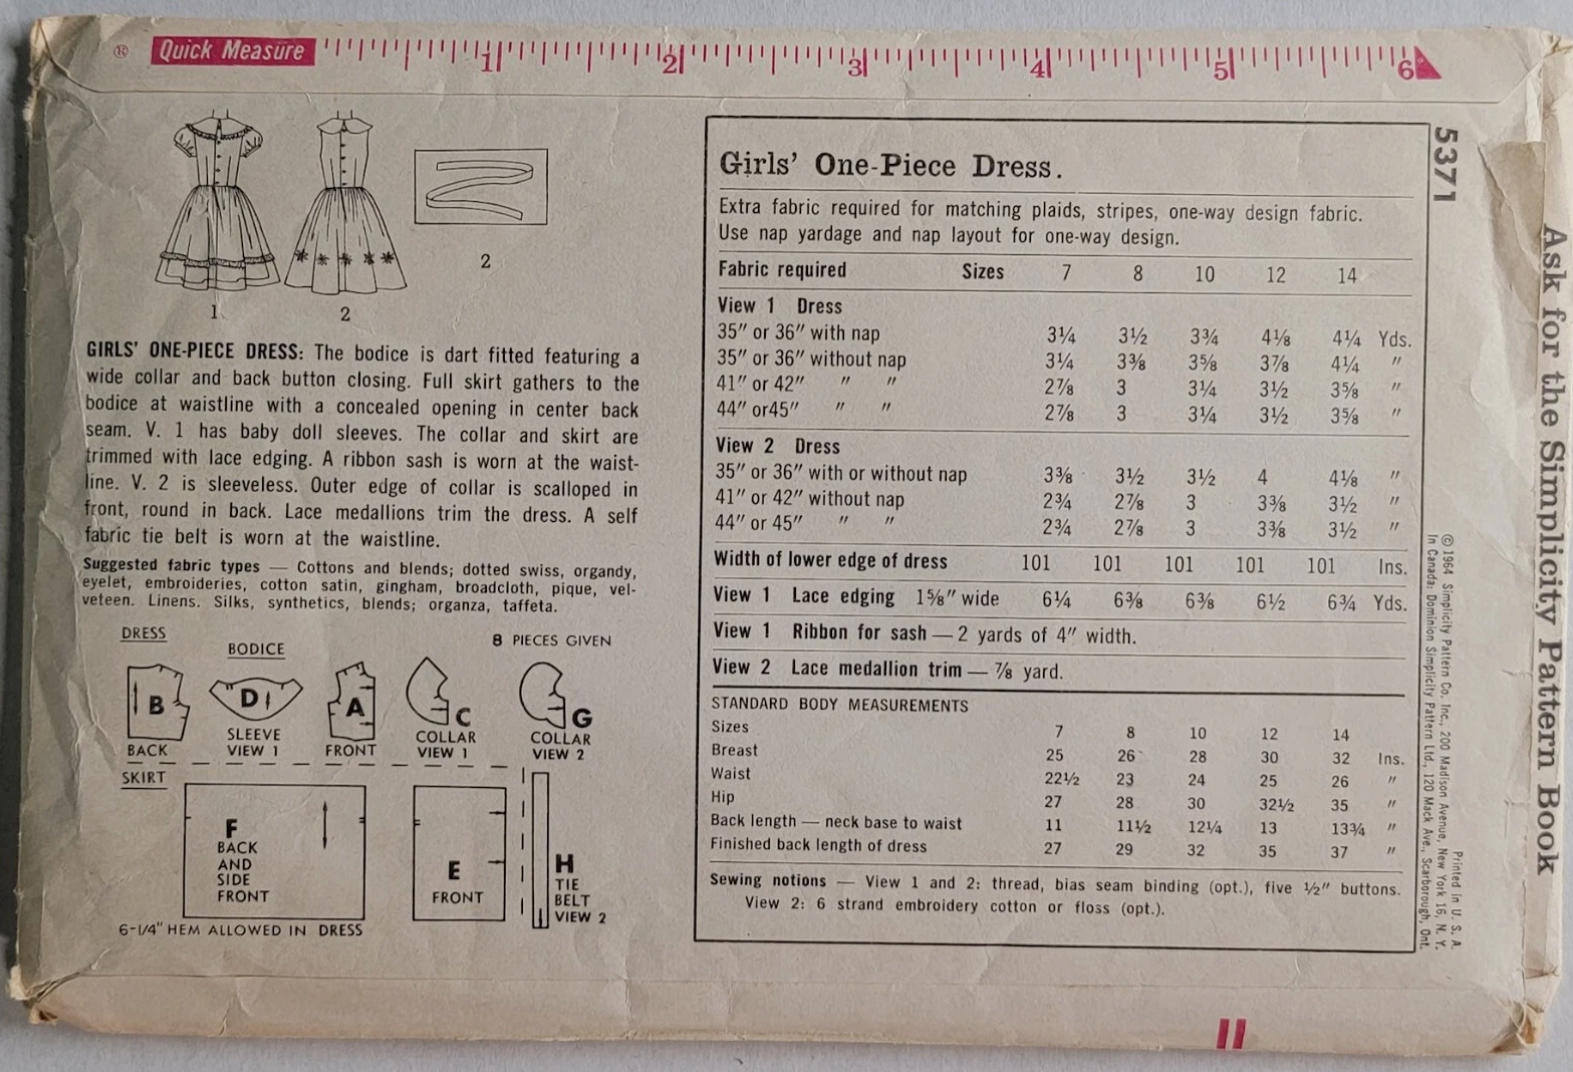 ® Quick Measure 1 2 3 4 5 6
1
2
2
GIRLS' ONE-PIECE DRESS: The bodice is dart fitted featuring a
wide collar and back button closing. Full skirt gathers to the
bodice at waistline with a concealed opening in center back
seam. V. 1 has baby doll sleeves. The collar and skirt are
trimmed with lace edging. A ribbon sash is worn at the waist-
line. V. 2 is sleeveless. Outer edge of collar is scalloped in
front, round in back. Lace medallions trim the dress. A self
fabric tie belt is worn at the waistline.
Suggested fabric types — Cottons and blends; dotted swiss, organdy,
eyelet, embroideries, cotton satin, gingham, broadcloth, pique, vel-
veteen. Linens. Silks, synthetics, blends; organza, taffeta.
DRESS
8 PIECES GIVEN
BODICE
B
BACK
D
SLEEVE
VIEW 1
A
FRONT
C
COLLAR
VIEW 1
G
COLLAR
VIEW 2
SKIRT
F
BACK
AND
SIDE
FRONT
E
FRONT
H
TIE
BELT
VIEW 2
6-1/4" HEM ALLOWED IN DRESS
Girls' One-Piece Dress.
Extra fabric required for matching plaids, stripes, one-way design fabric.
Use nap yardage and nap layout for one-way design.
Fabric required Sizes 7 8 10 12 14
View 1 Dress
35" or 36" with nap 3¼ 3½ 3¾ 4⅛ 4¼ Yds.
35" or 36" without nap 3¼ 3⅜ 3⅝ 3⅞ 4¼ "
41" or 42" " " 2⅞ 3 3¼ 3½ 3⅝ "
44" or45" " " 2⅞ 3 3¼ 3½ 3⅝ "
View 2 Dress
35" or 36" with or without nap 3⅜ 3½ 3½ 4 4⅛ "
41" or 42" without nap 2¾ 2⅞ 3 3⅜ 3½ "
44" or 45" " " 2¾ 2⅞ 3 3⅜ 3½ "
Width of lower edge of dress 101 101 101 101 101 Ins.
View 1 Lace edging 1⅝" wide 6¼ 6⅜ 6⅜ 6½ 6¾ Yds.
View 1 Ribbon for sash — 2 yards of 4" width.
View 2 Lace medallion trim — ⅞ yard.
STANDARD BODY MEASUREMENTS
Sizes 7 8 10 12 14
Breast 25 26 28 30 32 Ins.
Waist 22½ 23 24 25 26 "
Hip 27 28 30 32½ 35 "
Back length — neck base to waist 11 11½ 12¼ 13 13¾ "
Finished back length of dress 27 29 32 35 37 "
Sewing notions — View 1 and 2: thread, bias seam binding (opt.), five ½" buttons.
View 2: 6 strand embroidery cotton or floss (opt.).
5371
Printed in U. S. A.
© 1964 Simplicity Pattern Co. Inc., 200 Madison Avenue, New York 16, N. Y.
In Canada: Dominion Simplicity Pattern Ltd., 120 Mack Ave., Scarborough, Ont.
Ask for the Simplicity Pattern Book